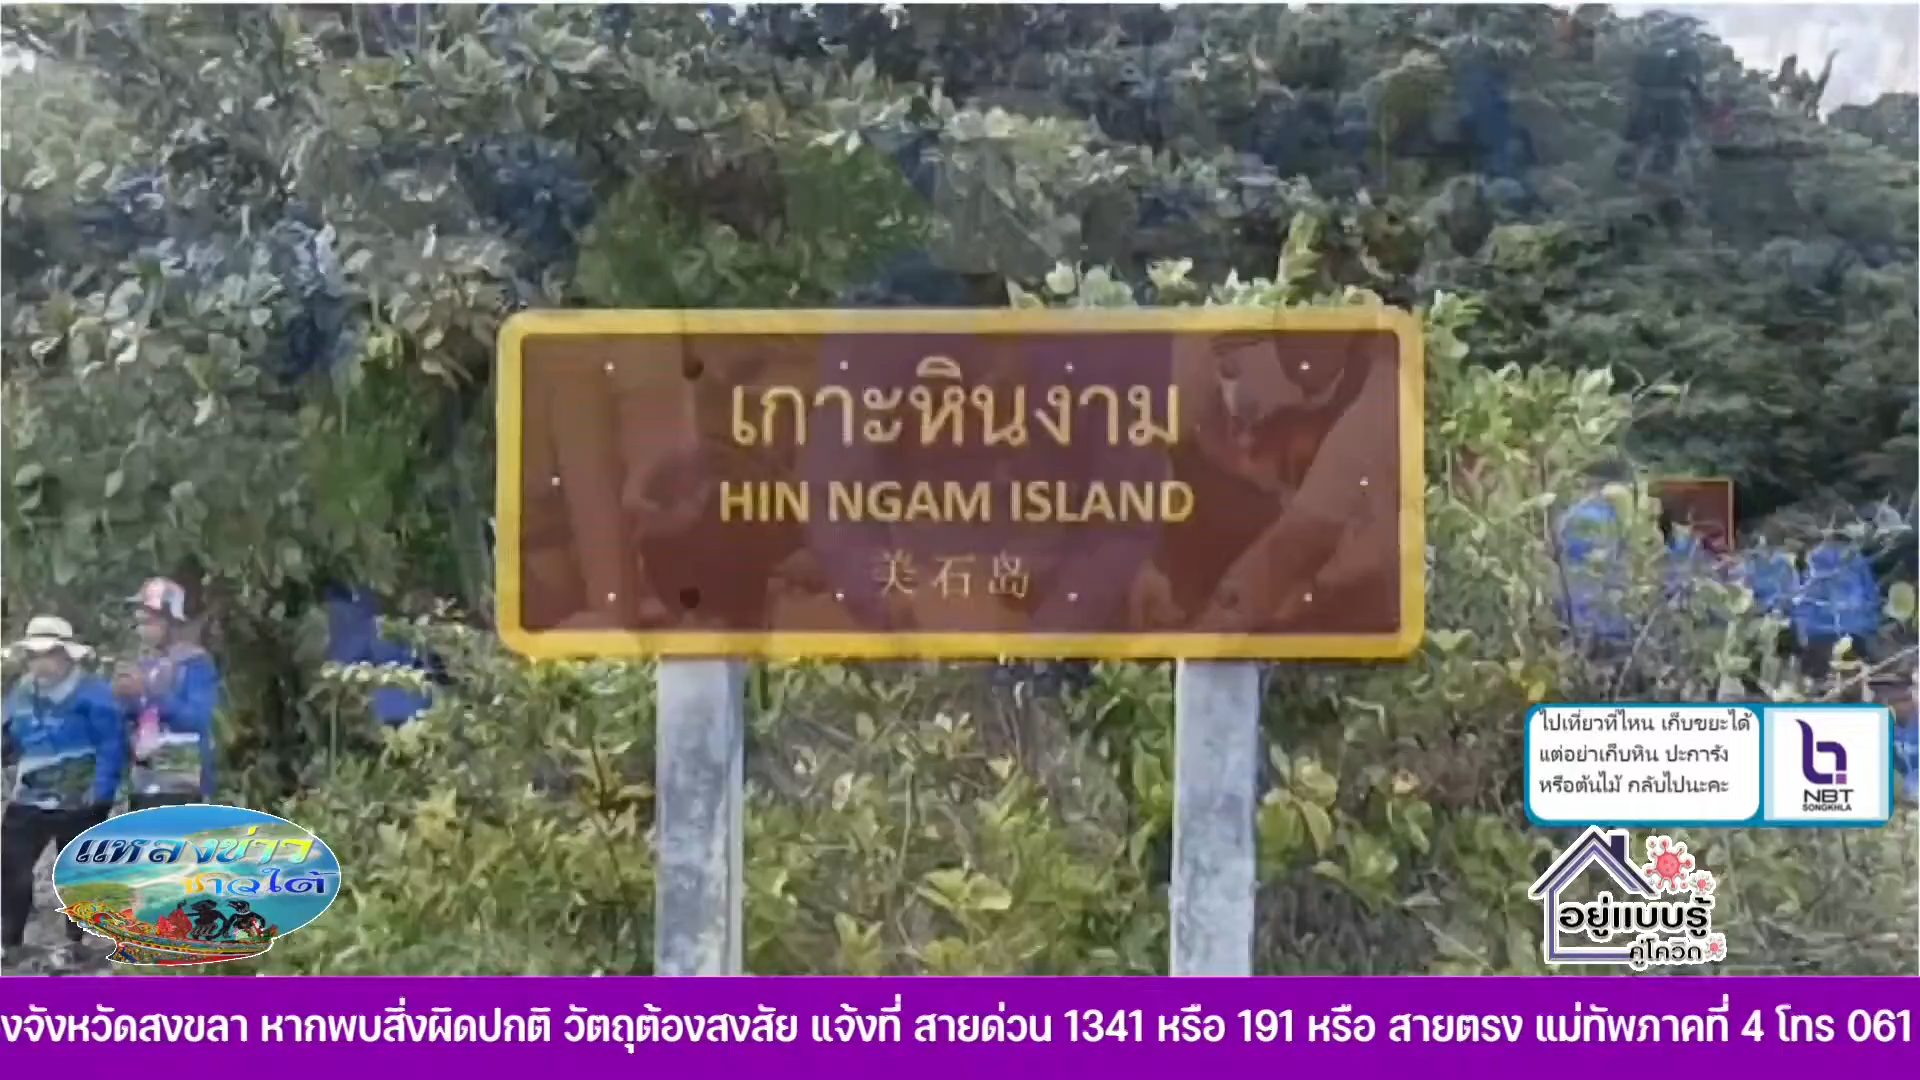 เกาะหินงาม
HIN NGAM ISLAND
美石岛
ไปเที่ยวที่ไหน เก็บขยะได้
แต่อย่าเก็บหิน ปะการัง
หรือต้นไม้ กลับไปนะคะ
NBT
SONGKHLA
แหลงข่าว
ชาวใต้
อยู่แบบรู้
คู่โควิด
งจังหวัดสงขลา หากพบสิ่งผิดปกติ วัตถุต้องสงสัย แจ้งที่ สายด่วน 1341 หรือ 191 หรือ สายตรง แม่ทัพภาคที่ 4 โทร 061